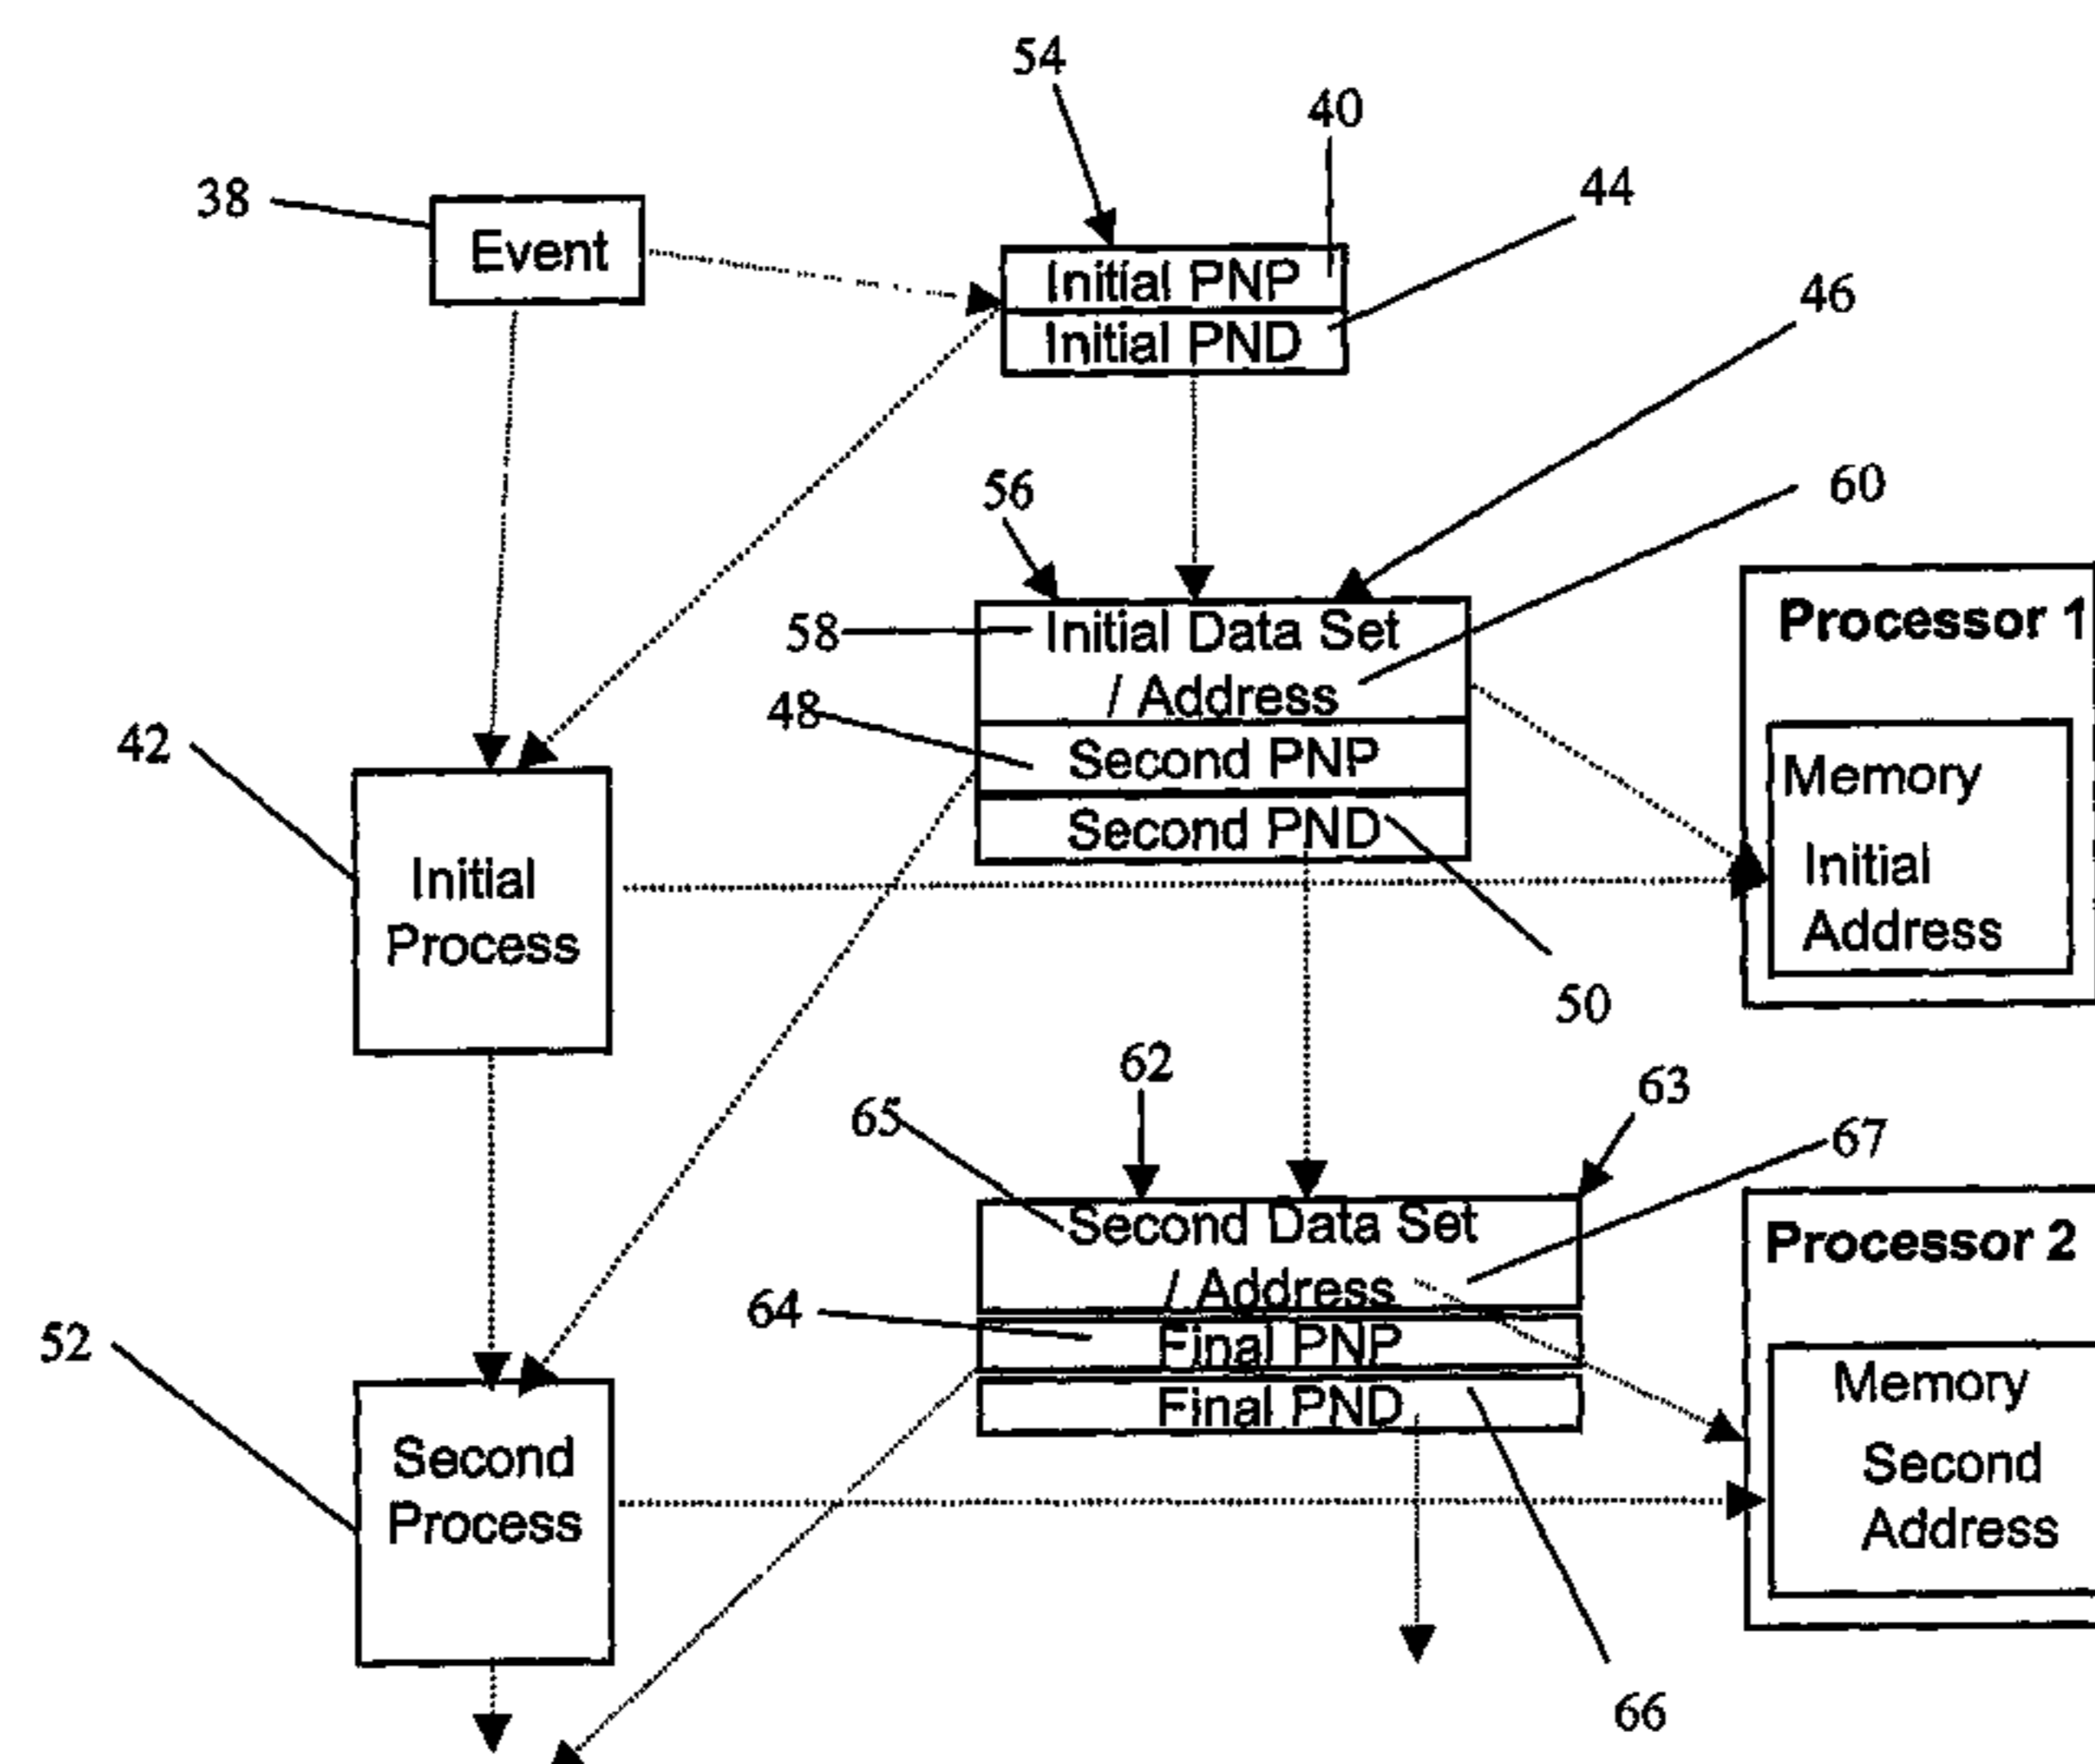 54
40
38
44
Event
Initial PNP
46
Initial PND
56
60
58
Initial Data Set
Processor 1
/ Address
48
42
Second PNP
Memory
Second PND
Initial
Process
Initial
Address
50
62
63
65
67
Second Data Set
Processor 2
/ Address
64
52
Final PNP
Memory
Final PND
Second
Process
Second
Address
66